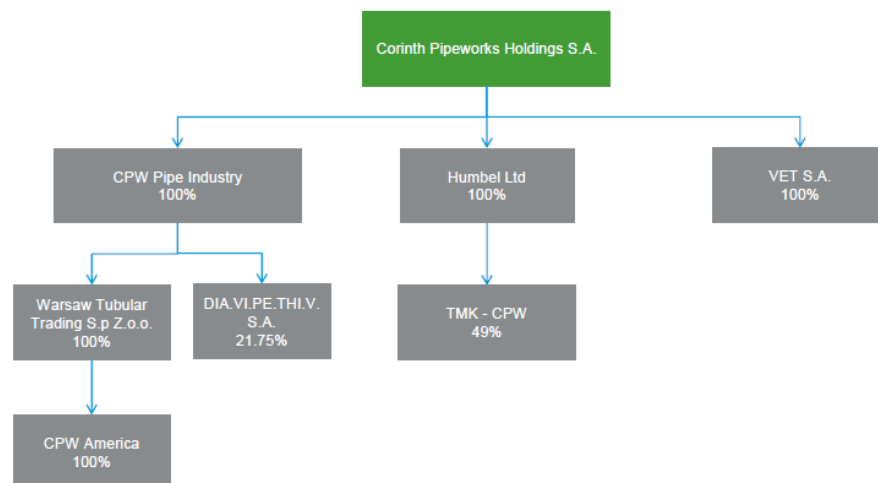 Corinth Pipeworks Holdings S.A.
CPW Pipe Industry
100%
Humbel Ltd
100%
VET S.A.
100%
Warsaw Tubular
Trading S.p Z.o.o.
100%
DIA.VI.PE.THI.V.
S.A.
21.75%
TMK - CPW
49%
CPW America
100%